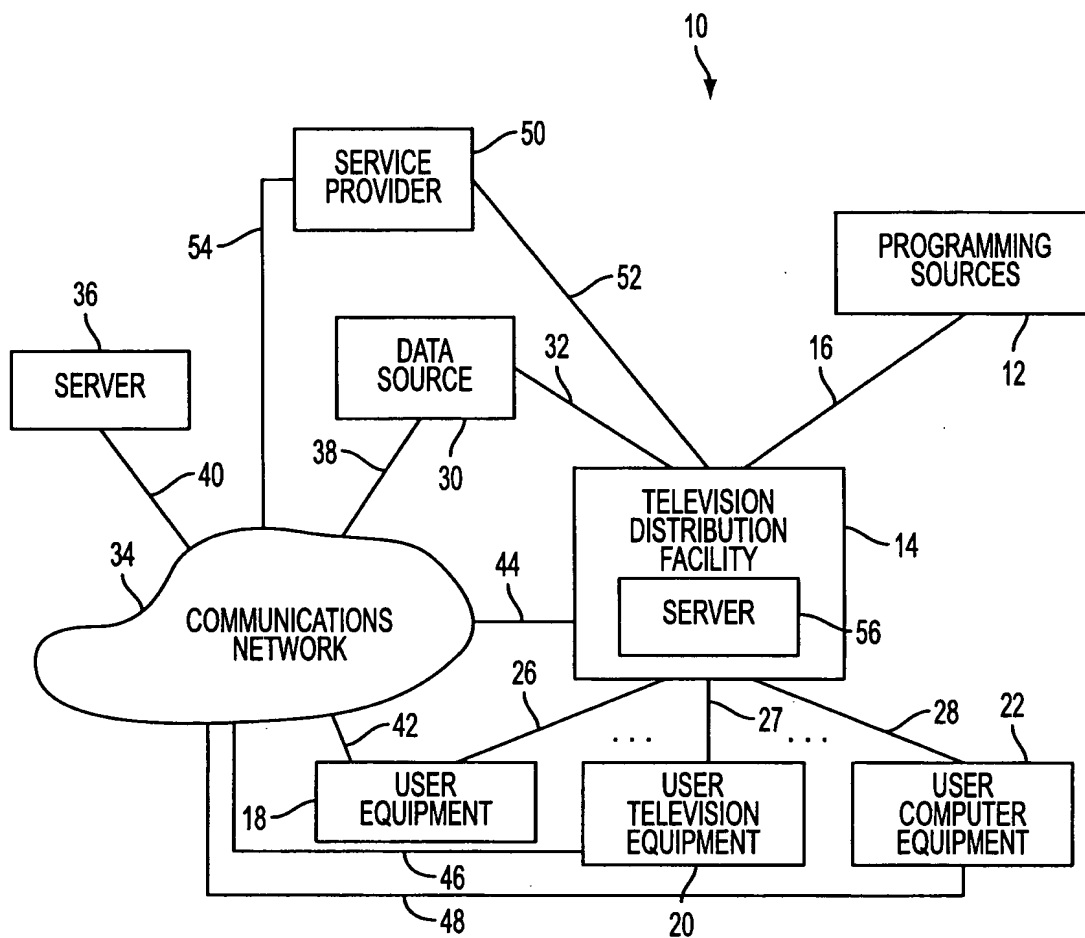 10
50
SERVICE
PROVIDER
54
52
PROGRAMMING
SOURCES
36
SERVER
DATA
SOURCE
32
16
12
38
30
40
TELEVISION
DISTRIBUTION
FACILITY
14
34
44
SERVER
56
COMMUNICATIONS
NETWORK
26
27
28
22
42
...
...
18
USER
EQUIPMENT
USER
TELEVISION
EQUIPMENT
USER
COMPUTER
EQUIPMENT
46
20
48